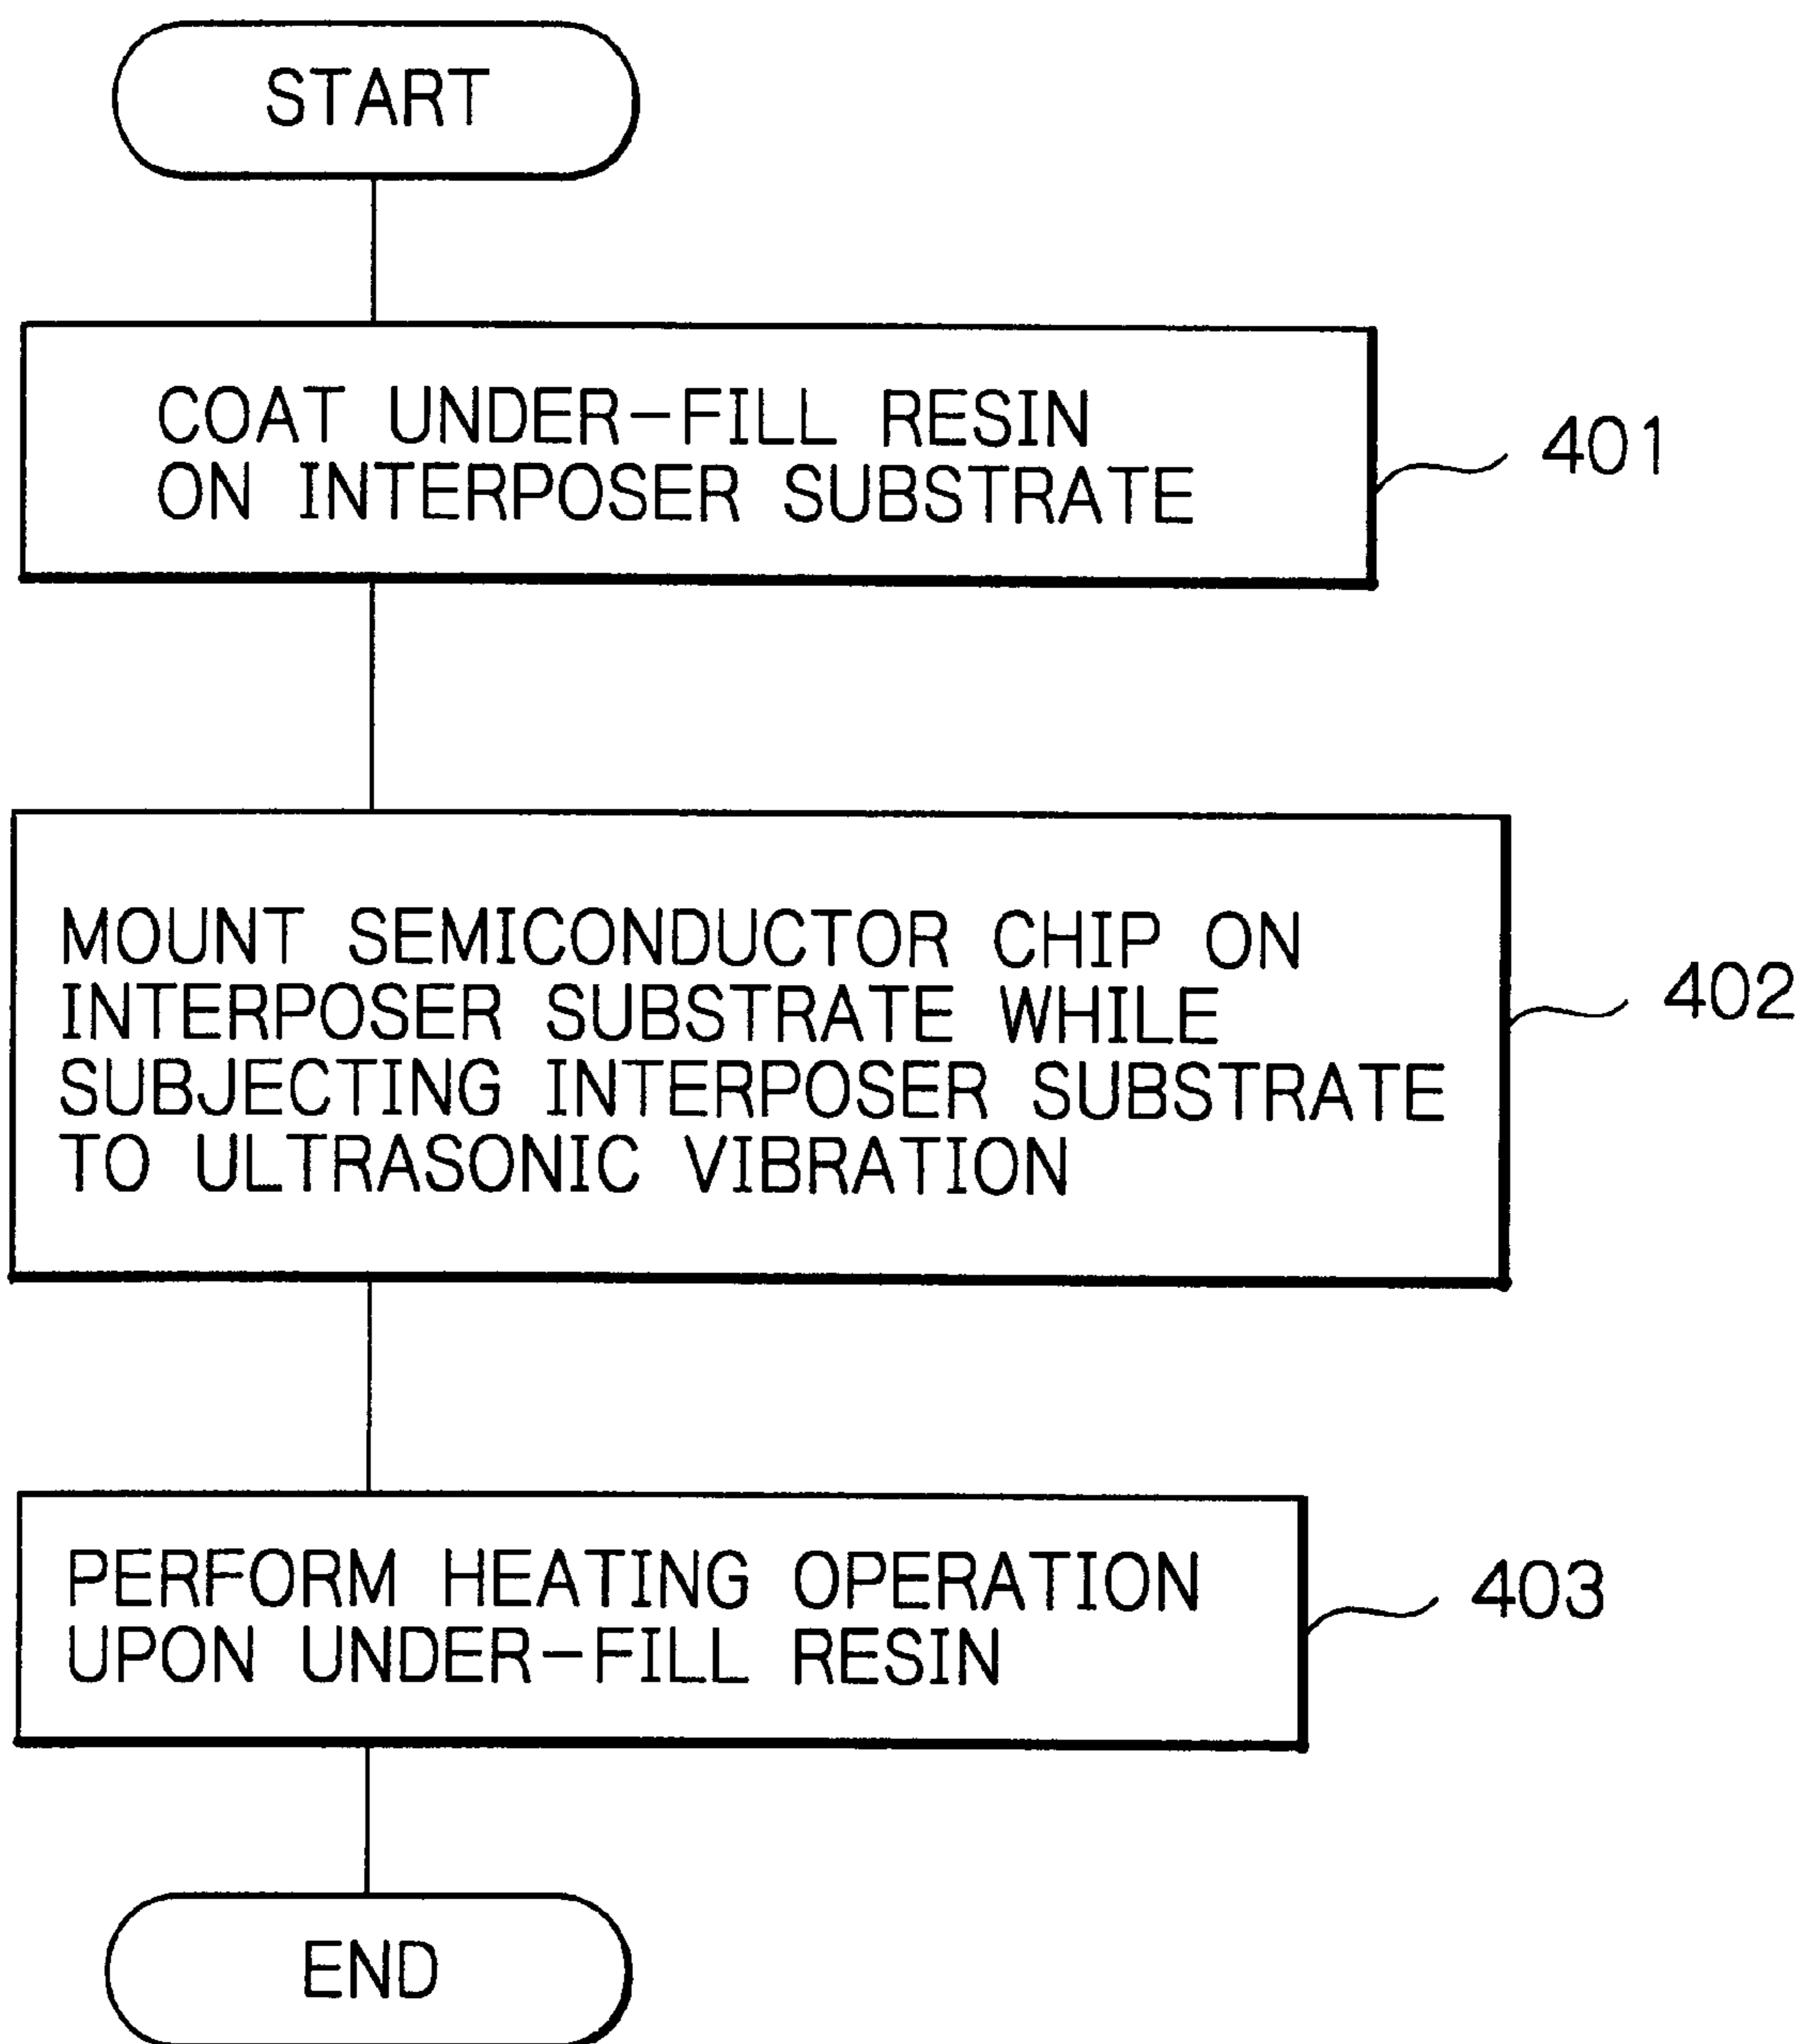 START
COAT UNDER-FILL RESIN
ON INTERPOSER SUBSTRATE
401
MOUNT SEMICONDUCTOR CHIP ON
INTERPOSER SUBSTRATE WHILE
SUBJECTING INTERPOSER SUBSTRATE
TO ULTRASONIC VIBRATION
402
PERFORM HEATING OPERATION
UPON UNDER-FILL RESIN
403
END